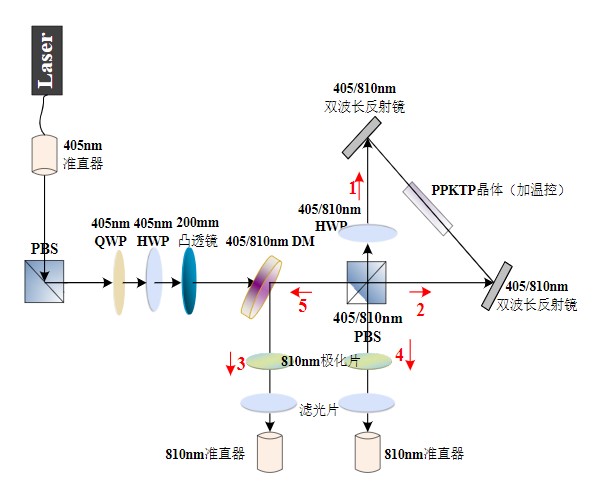 Laser
405nm
准直器
PBS
405nm
QWP
405nm
HWP
200mm
凸透镜
405/810nm DM
405/810nm
双波长反射镜
1
405/810nm
HWP
PPKTP晶体（加温控）
405/810nm
双波长反射镜
5
2
405/810nm
PBS
3
810nm极化片
4
滤光片
810nm准直器
810nm准直器